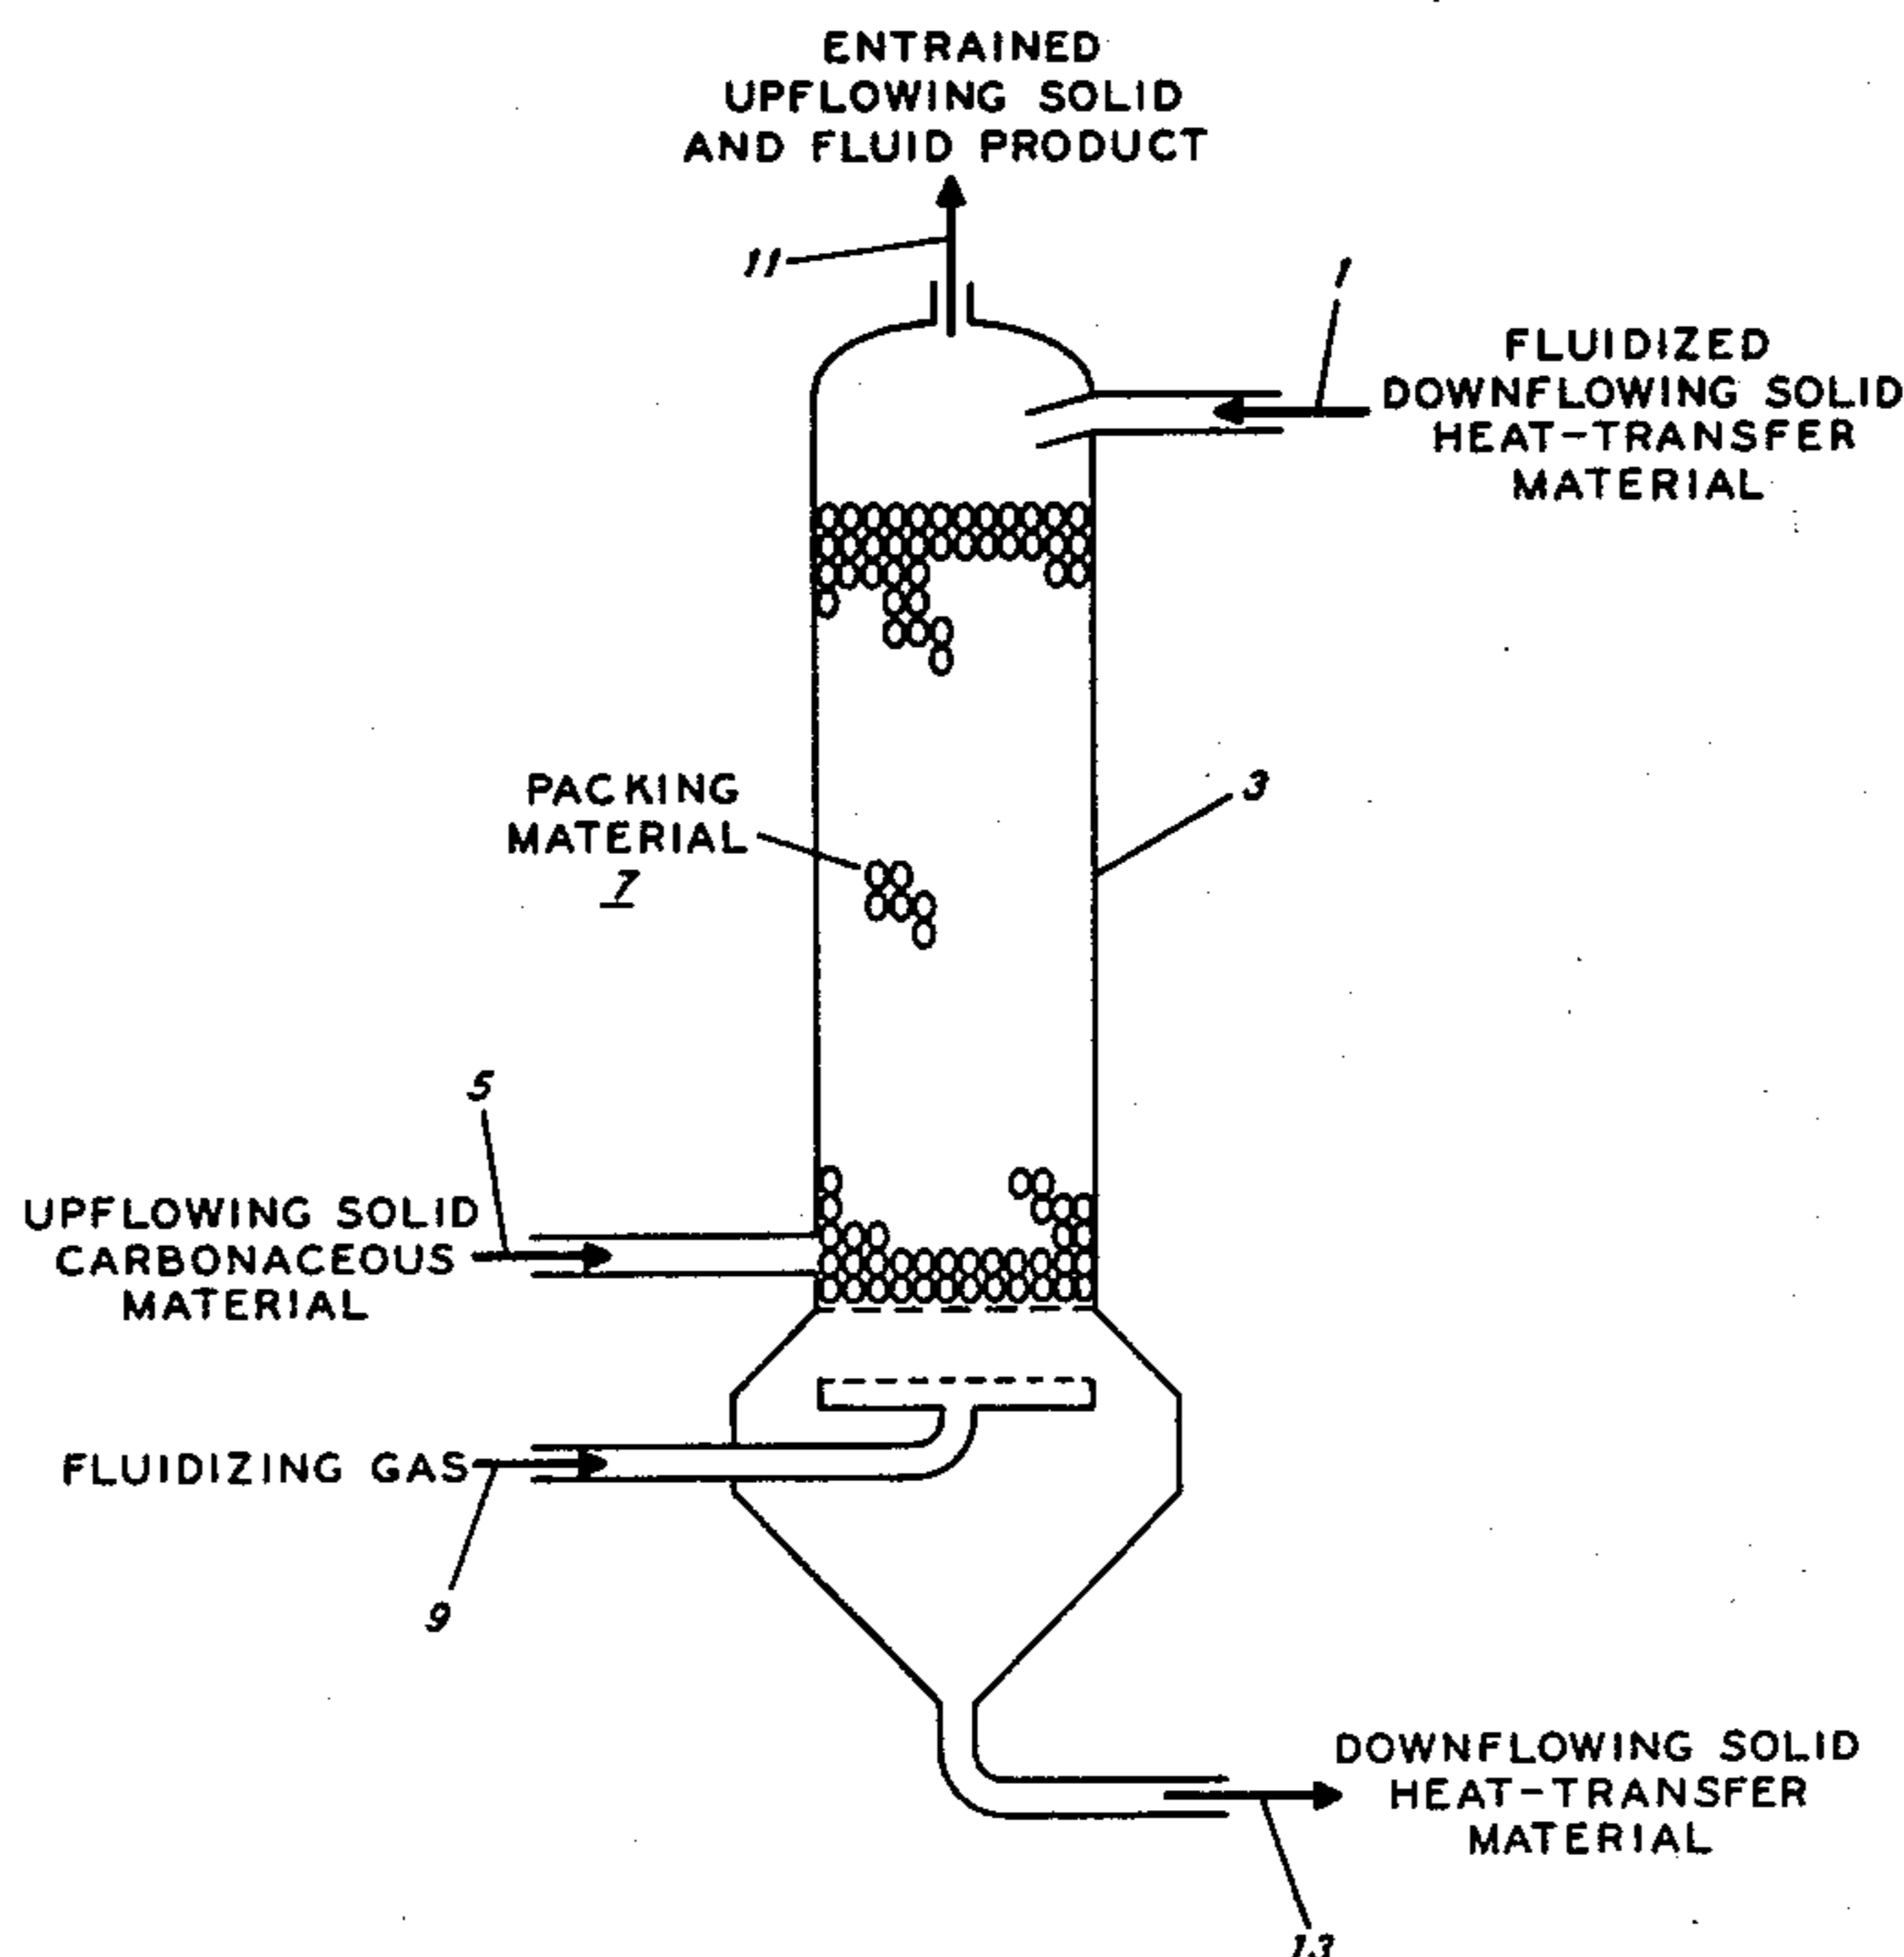 ENTRAINED
UPFLOWING SOLID
AND FLUID PRODUCT
11
1
FLUIDIZED
DOWNFLOWING SOLID
HEAT-TRANSFER
MATERIAL
PACKING
MATERIAL
7
3
5
UPFLOWING SOLID
CARBONACEOUS
MATERIAL
FLUIDIZING GAS
9
DOWNFLOWING SOLID
HEAT-TRANSFER
MATERIAL
13